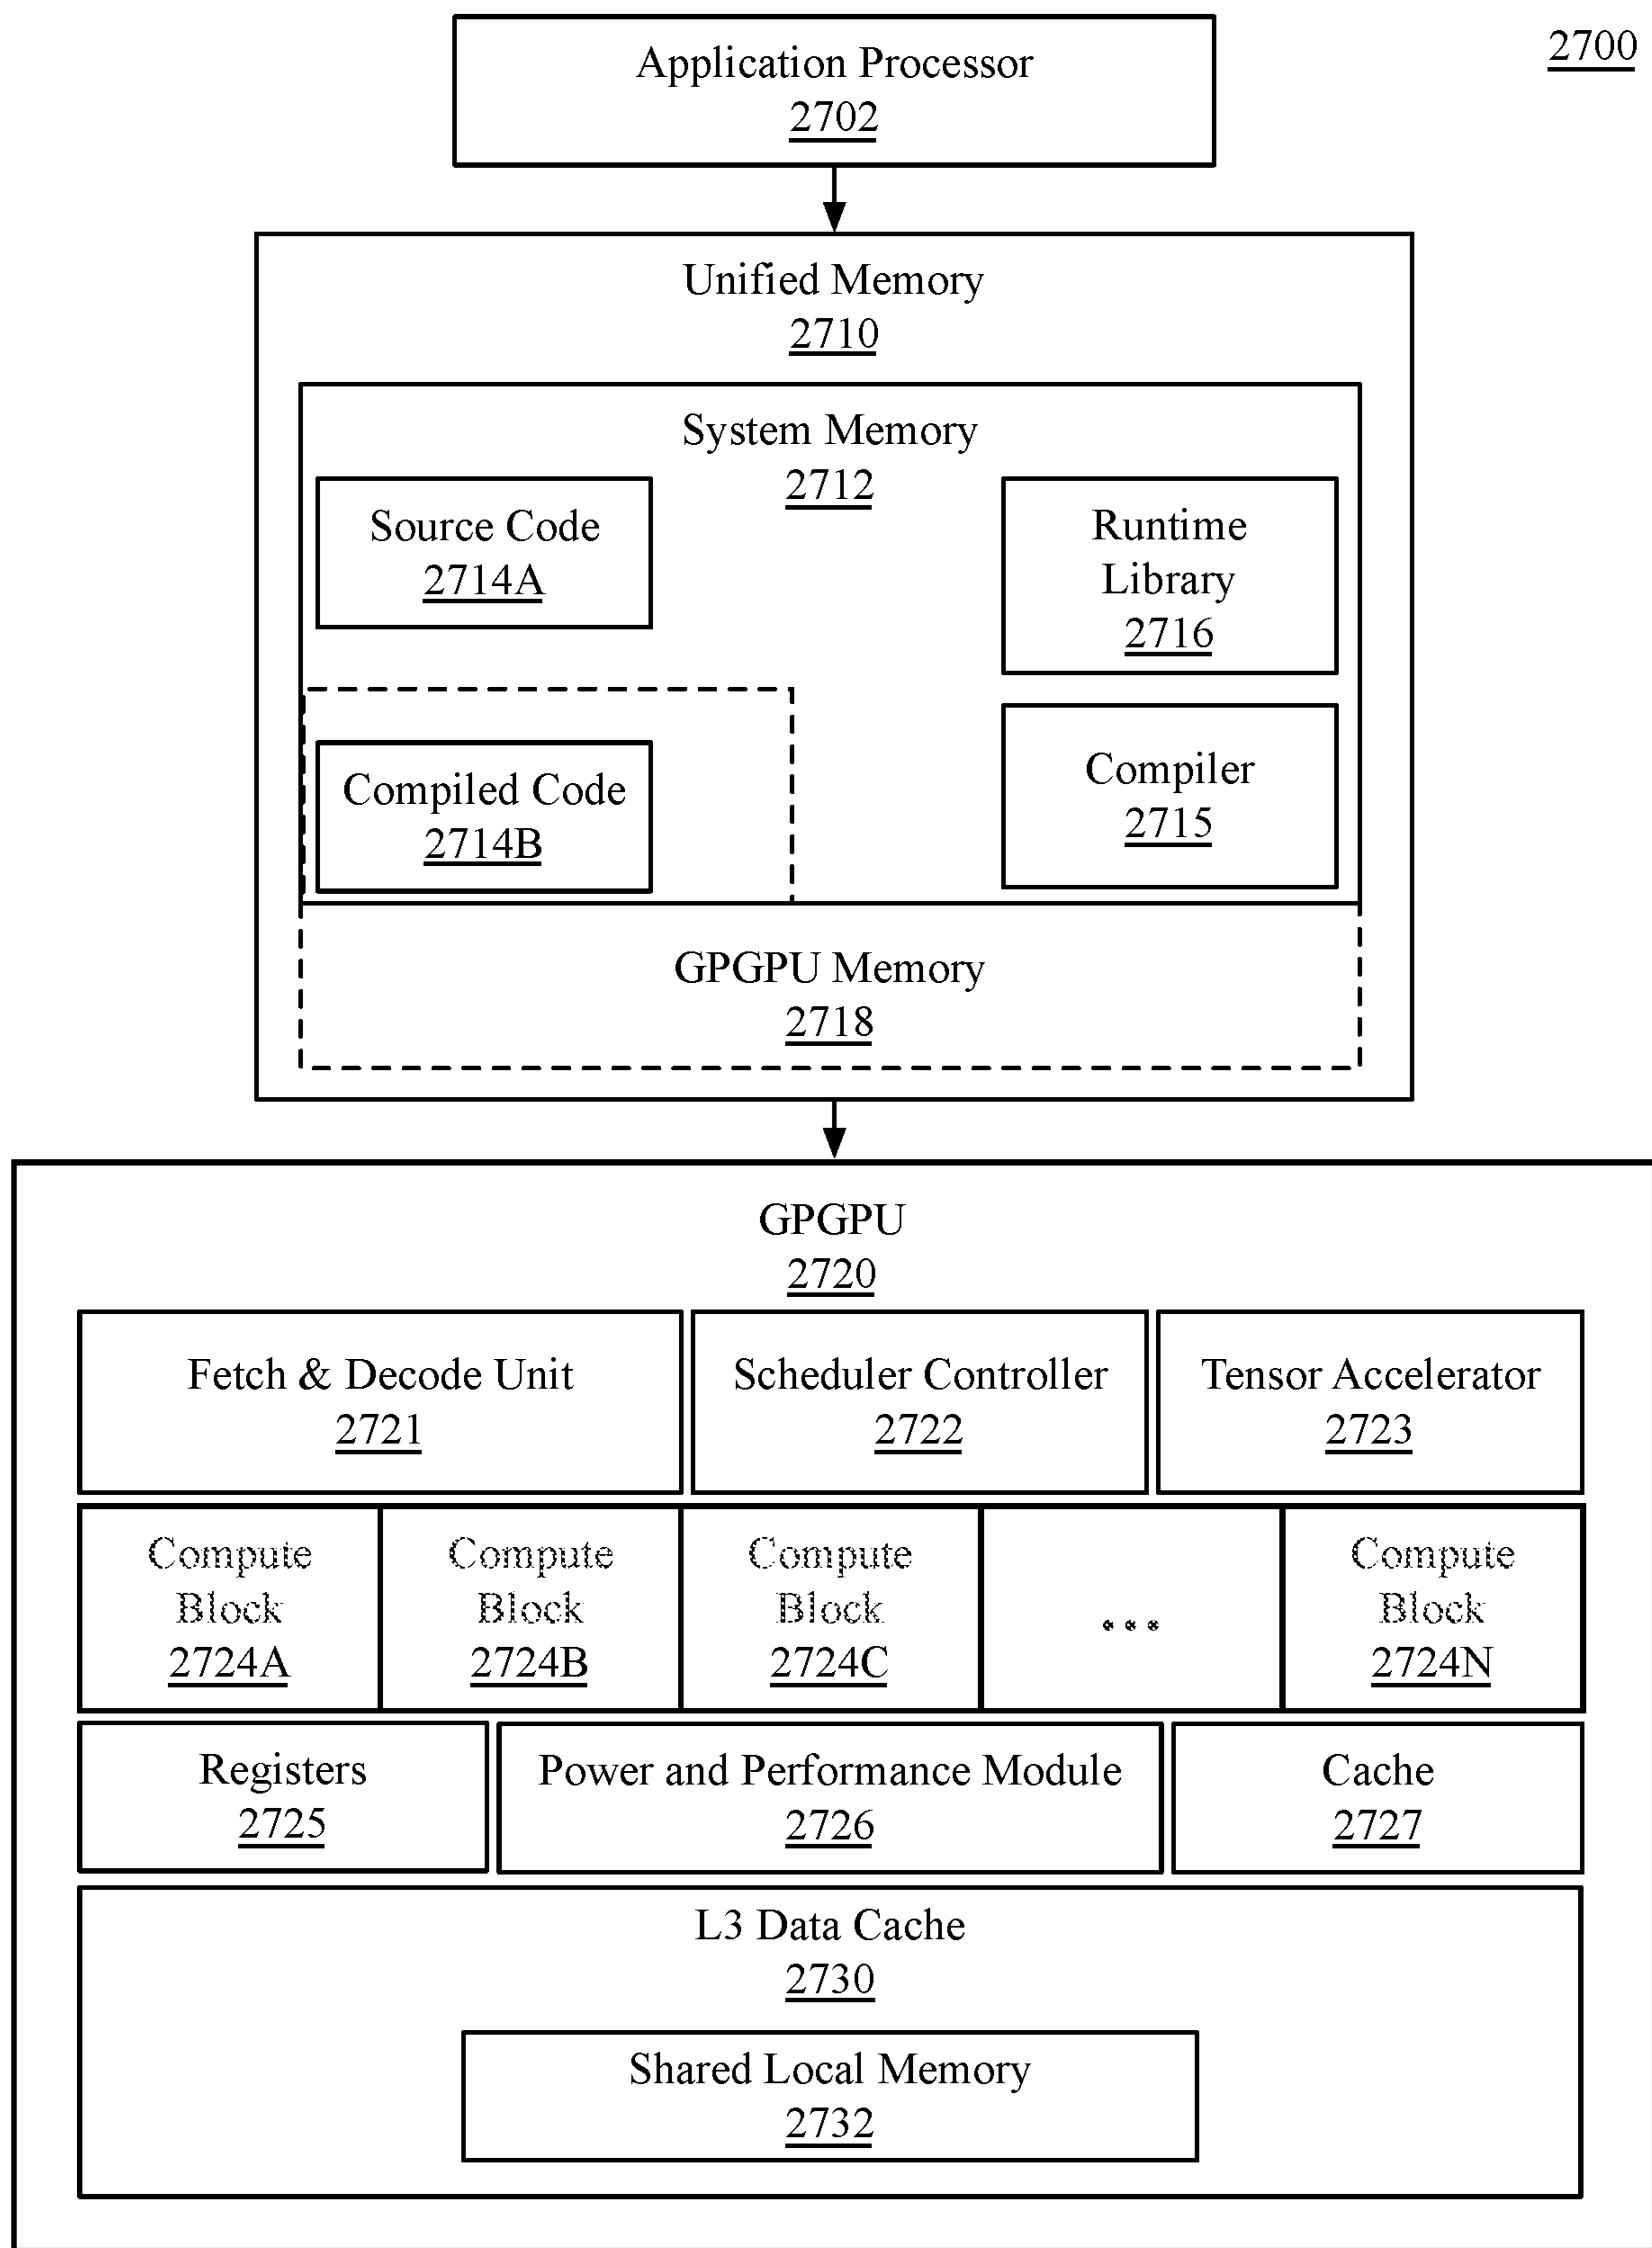 Application Processor
2702
2700
Unified Memory
2710
System Memory
2712
Source Code
2714A
Runtime
Library
2716
Compiled Code
2714B
Compiler
2715
GPGPU Memory
2718
GPGPU
2720
Fetch & Decode Unit
2721
Scheduler Controller
2722
Tensor Accelerator
2723
Compute
Block
2724A
Compute
Block
2724B
Compute
Block
2724C
...
Compute
Block
2724N
Registers
2725
Power and Performance Module
2726
Cache
2727
L3 Data Cache
2730
Shared Local Memory
2732